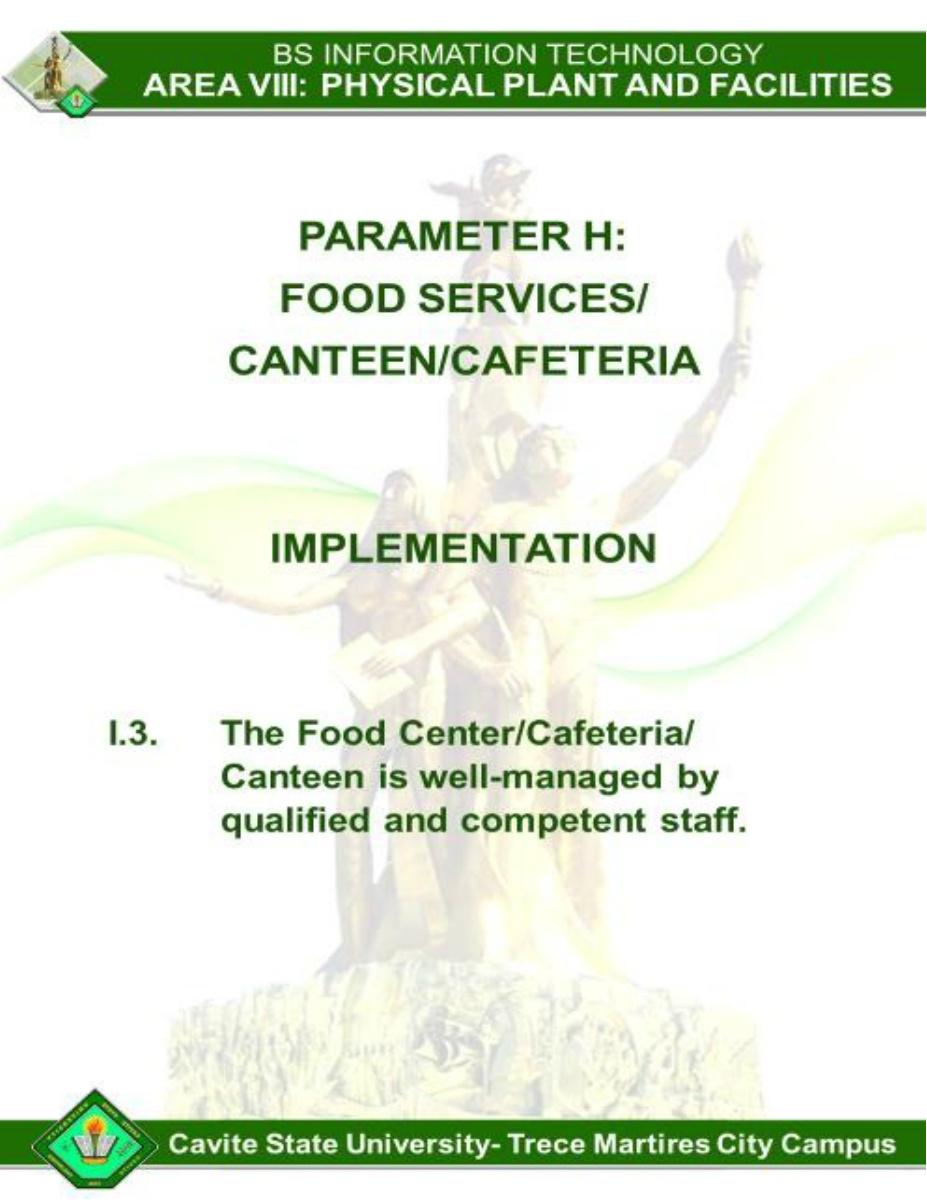 BS INFORMATION TECHNOLOGY
AREA VIII: PHYSICAL PLANT AND FACILITIES
PARAMETER H:
FOOD SERVICES/
CANTEEN/CAFETERIA
IMPLEMENTATION
I.3. The Food Center/Cafeteria/
Canteen is well-managed by
qualified and competent staff.
Cavite State University- Trece Martires City Campus